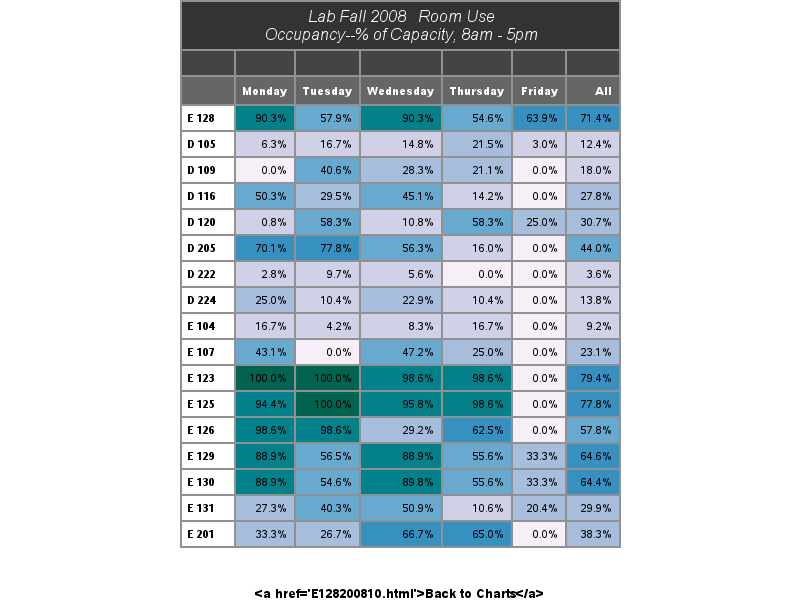 Lab Fall 2008 Room Use
Occupancy--% of Capacity, 8am - 5pm
Monday Tuesday Wednesday Thursday Friday All
E 128 90.3% 57.9% 90.3% 54.6% 63.9% 71.4%
D 105 6.3% 16.7% 14.8% 21.5% 3.0% 12.4%
D 109 0.0% 40.6% 28.3% 21.1% 0.0% 18.0%
D 116 50.3% 29.5% 45.1% 14.2% 0.0% 27.8%
D 120 0.8% 58.3% 10.8% 58.3% 25.0% 30.7%
D 205 70.1% 77.8% 56.3% 16.0% 0.0% 44.0%
D 222 2.8% 9.7% 5.6% 0.0% 0.0% 3.6%
D 224 25.0% 10.4% 22.9% 10.4% 0.0% 13.8%
E 104 16.7% 4.2% 8.3% 16.7% 0.0% 9.2%
E 107 43.1% 0.0% 47.2% 25.0% 0.0% 23.1%
E 123 100.0% 100.0% 98.6% 98.6% 0.0% 79.4%
E 125 94.4% 100.0% 95.8% 98.6% 0.0% 77.8%
E 126 98.6% 98.6% 29.2% 62.5% 0.0% 57.8%
E 129 88.9% 56.5% 88.9% 55.6% 33.3% 64.6%
E 130 88.9% 54.6% 89.8% 55.6% 33.3% 64.4%
E 131 27.3% 40.3% 50.9% 10.6% 20.4% 29.9%
E 201 33.3% 26.7% 66.7% 65.0% 0.0% 38.3%
<a href='E128200810.html'>Back to Charts</a>